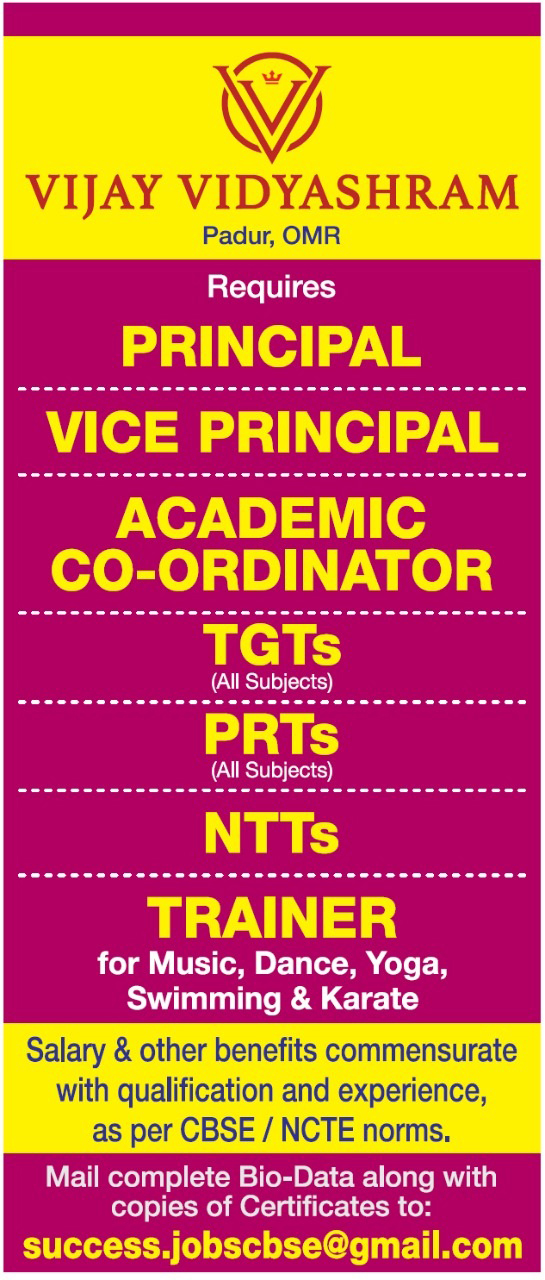 VIJAY VIDYASHRAM
Padur, OMR
Requires
PRINCIPAL
VICE PRINCIPAL
ACADEMIC
CO-ORDINATOR
TGTs
(All Subjects)
PRTs
(All Subjects)
NTTs
TRAINER
for Music, Dance, Yoga,
Swimming & Karate
Salary & other benefits commensurate
with qualification and experience,
as per CBSE / NCTE norms.
Mail complete Bio-Data along with
copies of Certificates to:
success.jobscbse@gmail.com